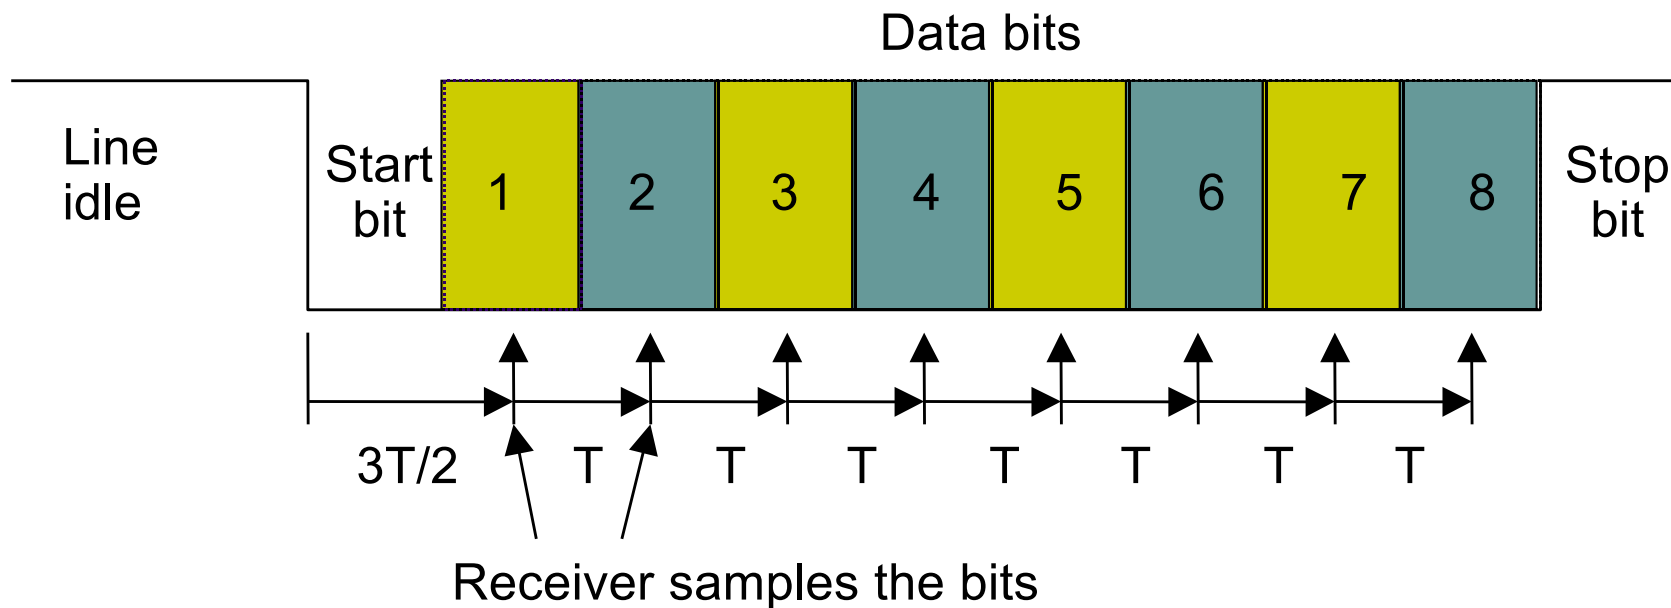 Data bits
Line
idle
Start
bit
1 2 3 4 5 6 7 8
Stop
bit
3T/2 T T T T T T T
Receiver samples the bits